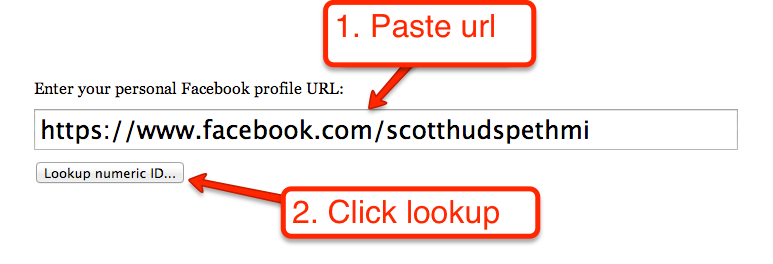 1. Paste url
Enter your personal Facebook profile URL:
https://www.facebook.com/scotthudspethmi
Lookup numeric ID...
2. Click lookup